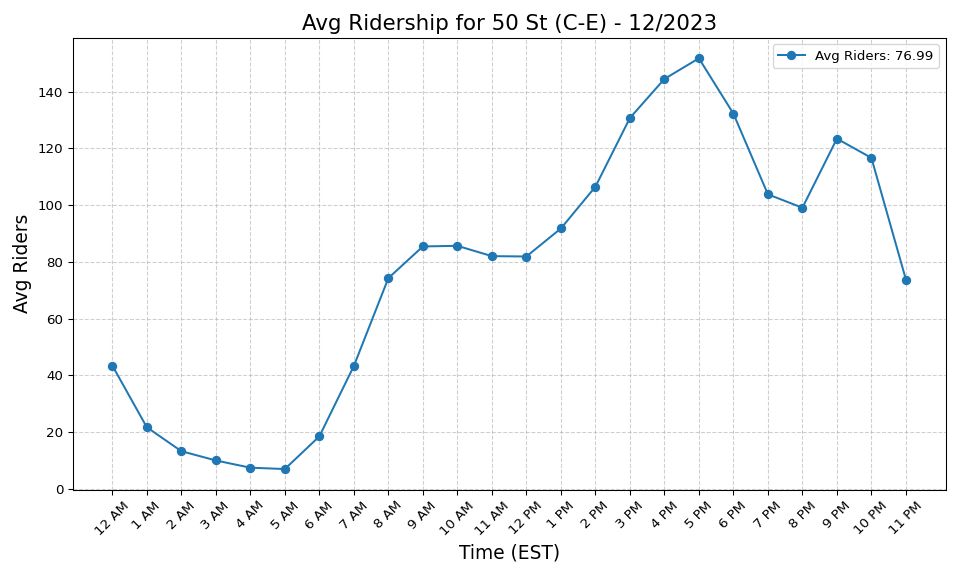 Avg Ridership for 50 St (C-E) - 12/2023
Avg Riders: 76.99
Avg Riders
140
120
100
80
60
40
20
0
12 AM
1 AM
2 AM
3 AM
4 AM
5 AM
6 AM
7 AM
8 AM
9 AM
10 AM
11 AM
12 PM
1 PM
2 PM
3 PM
4 PM
5 PM
6 PM
7 PM
8 PM
9 PM
10 PM
11 PM
Time (EST)